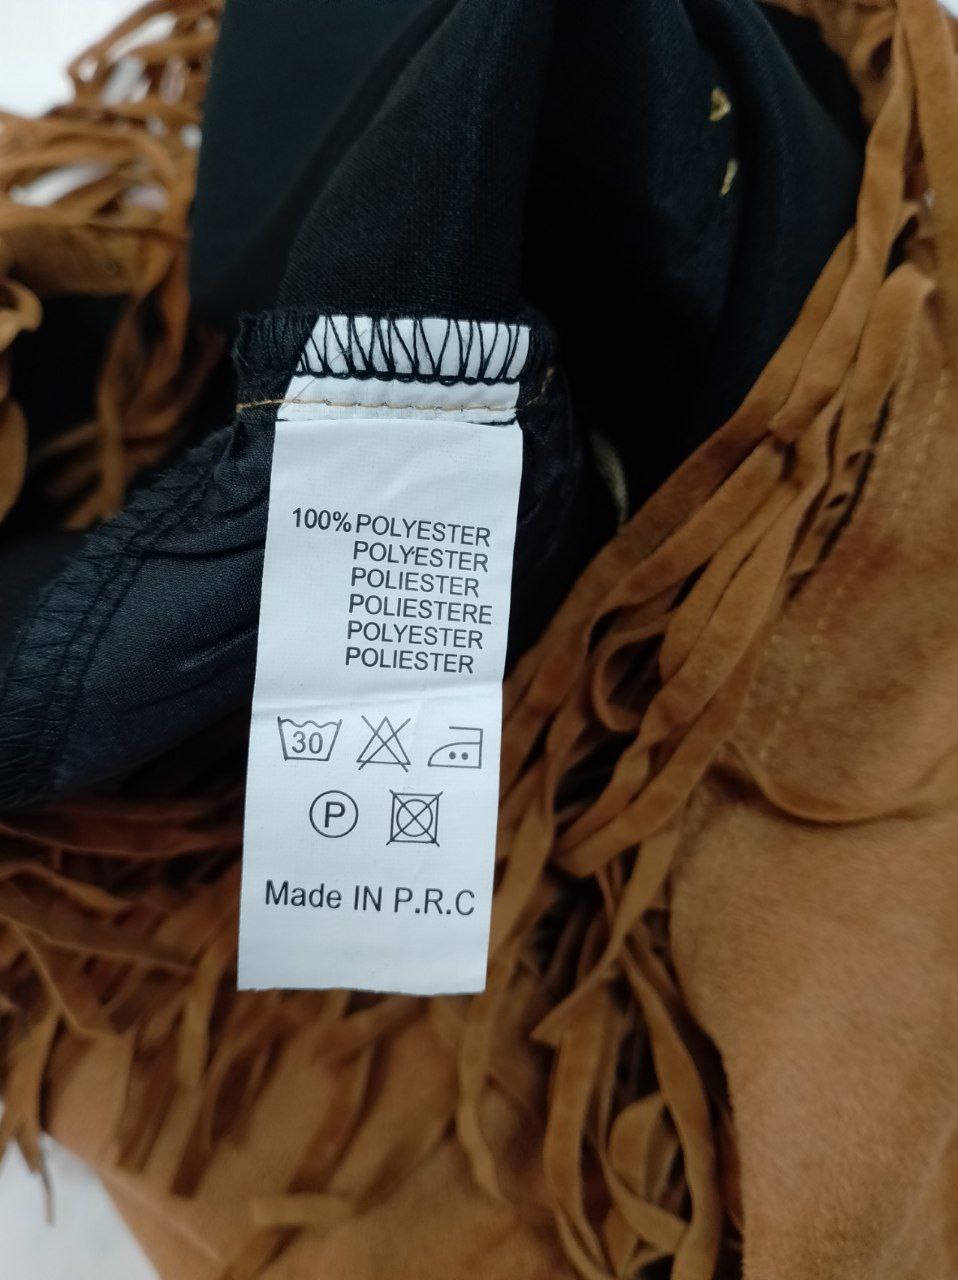 100% POLYESTER
POLYESTER
POLIESTER
POLIESTERE
POLYESTER
POLIESTER
30
P
Made IN P.R.C